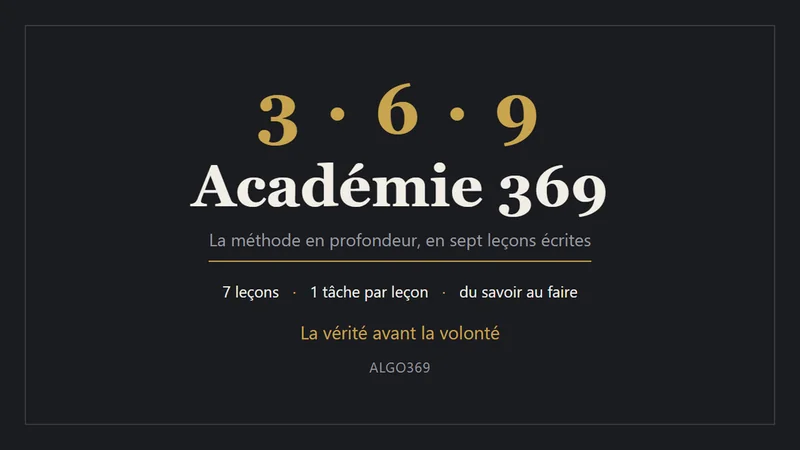 3 · 6 · 9
Académie 369
La méthode en profondeur, en sept leçons écrites
7 leçons · 1 tâche par leçon · du savoir au faire
La vérité avant la volonté
ALGO369